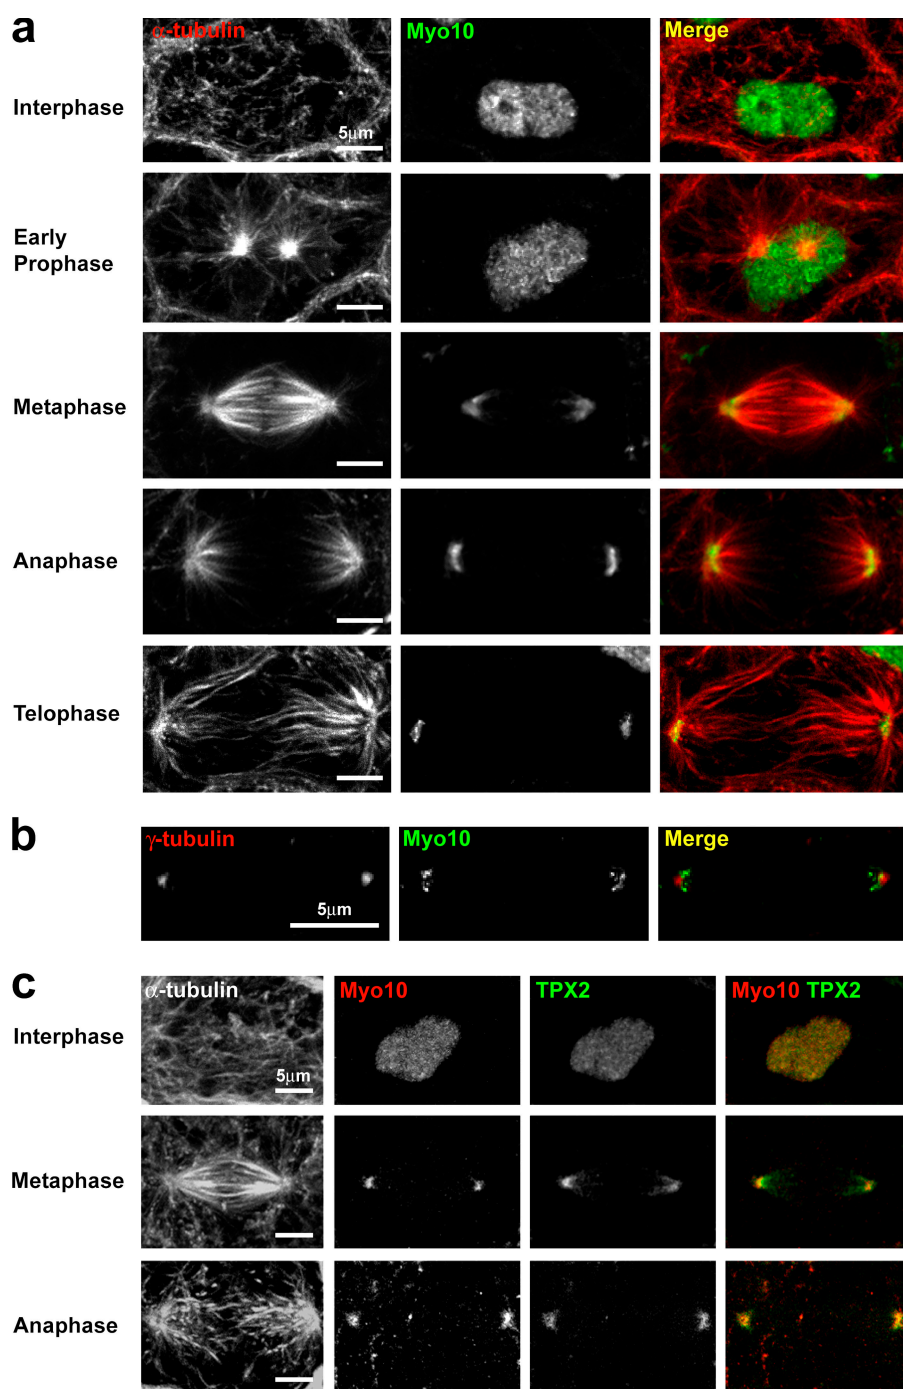 a
α-tubulin
Myo10
Merge
Interphase
5μm
Early
Prophase
Metaphase
Anaphase
Telophase
b
γ-tubulin
Myo10
Merge
5μm
c
α-tubulin
Myo10
TPX2
Myo10 TPX2
Interphase
5μm
Metaphase
Anaphase